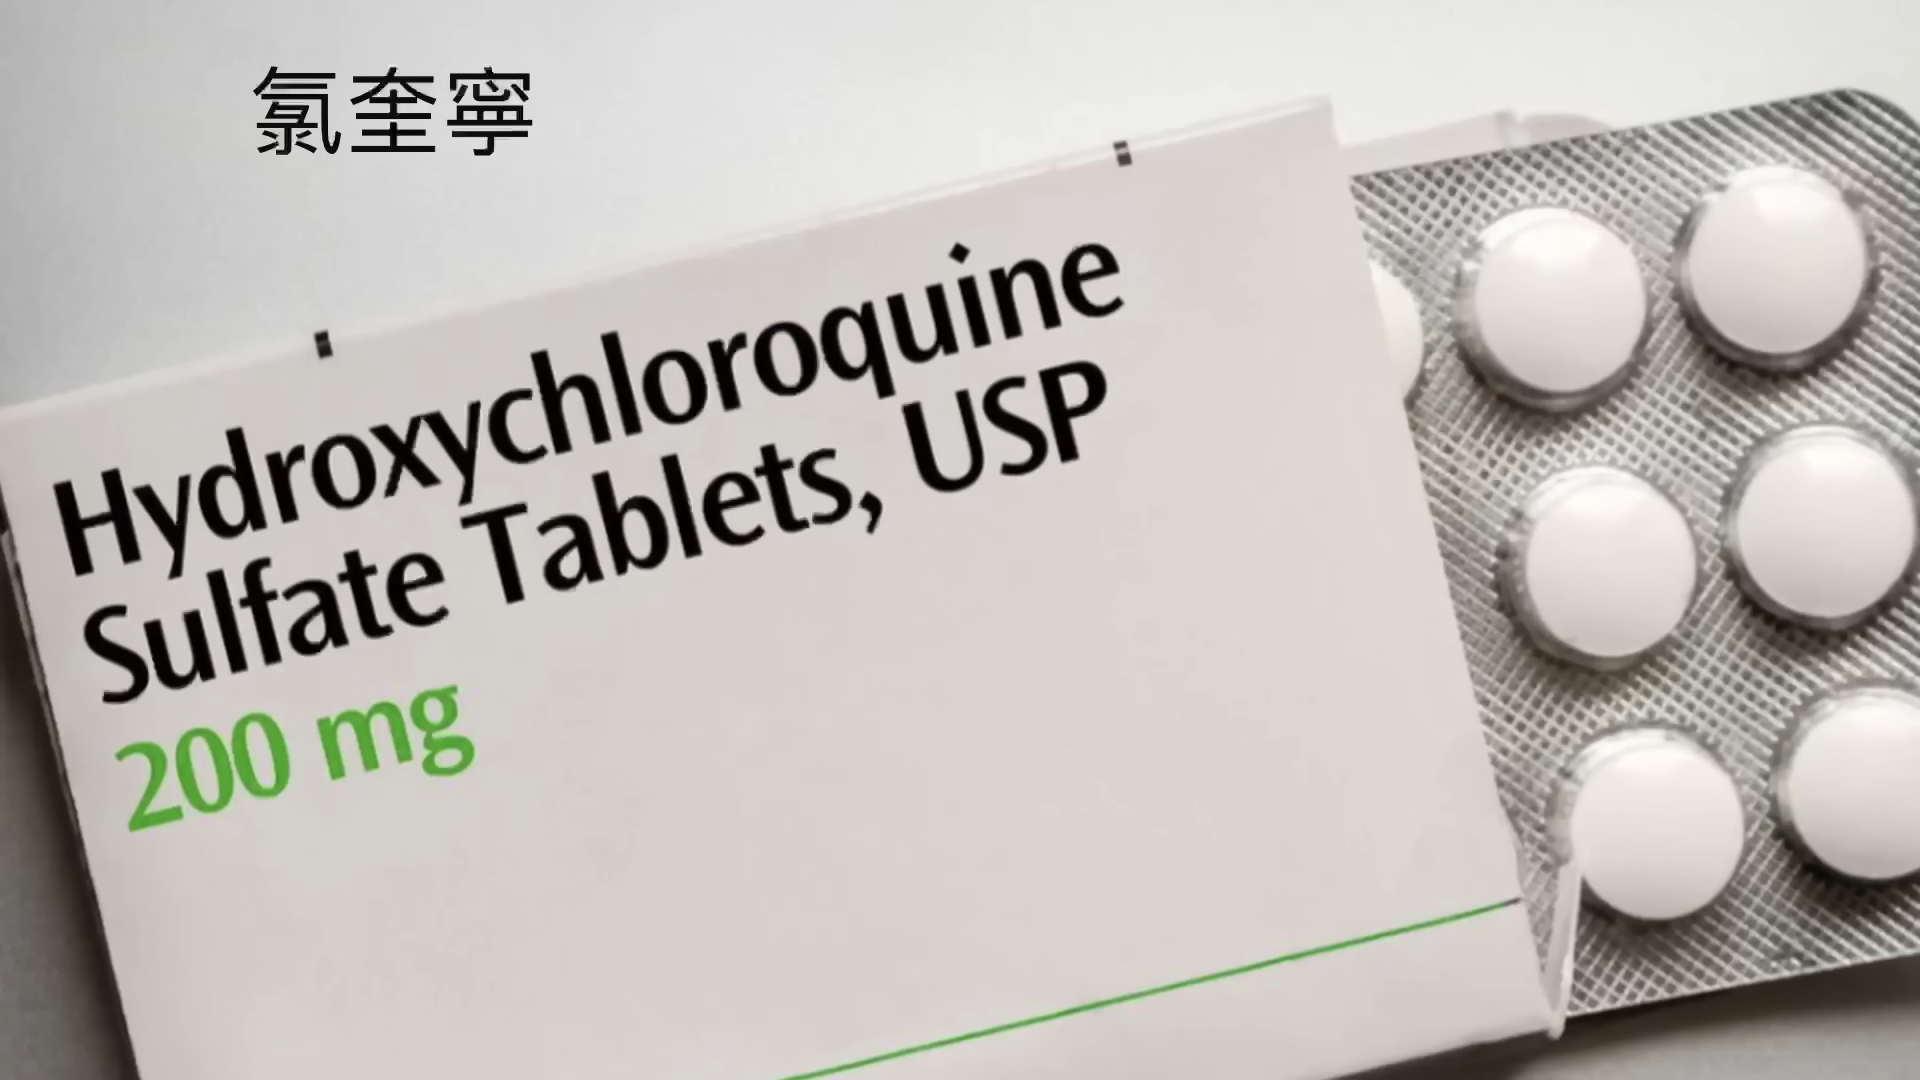 氯奎寧
Hydroxychloroquine
Sulfate Tablets, USP
200 mg